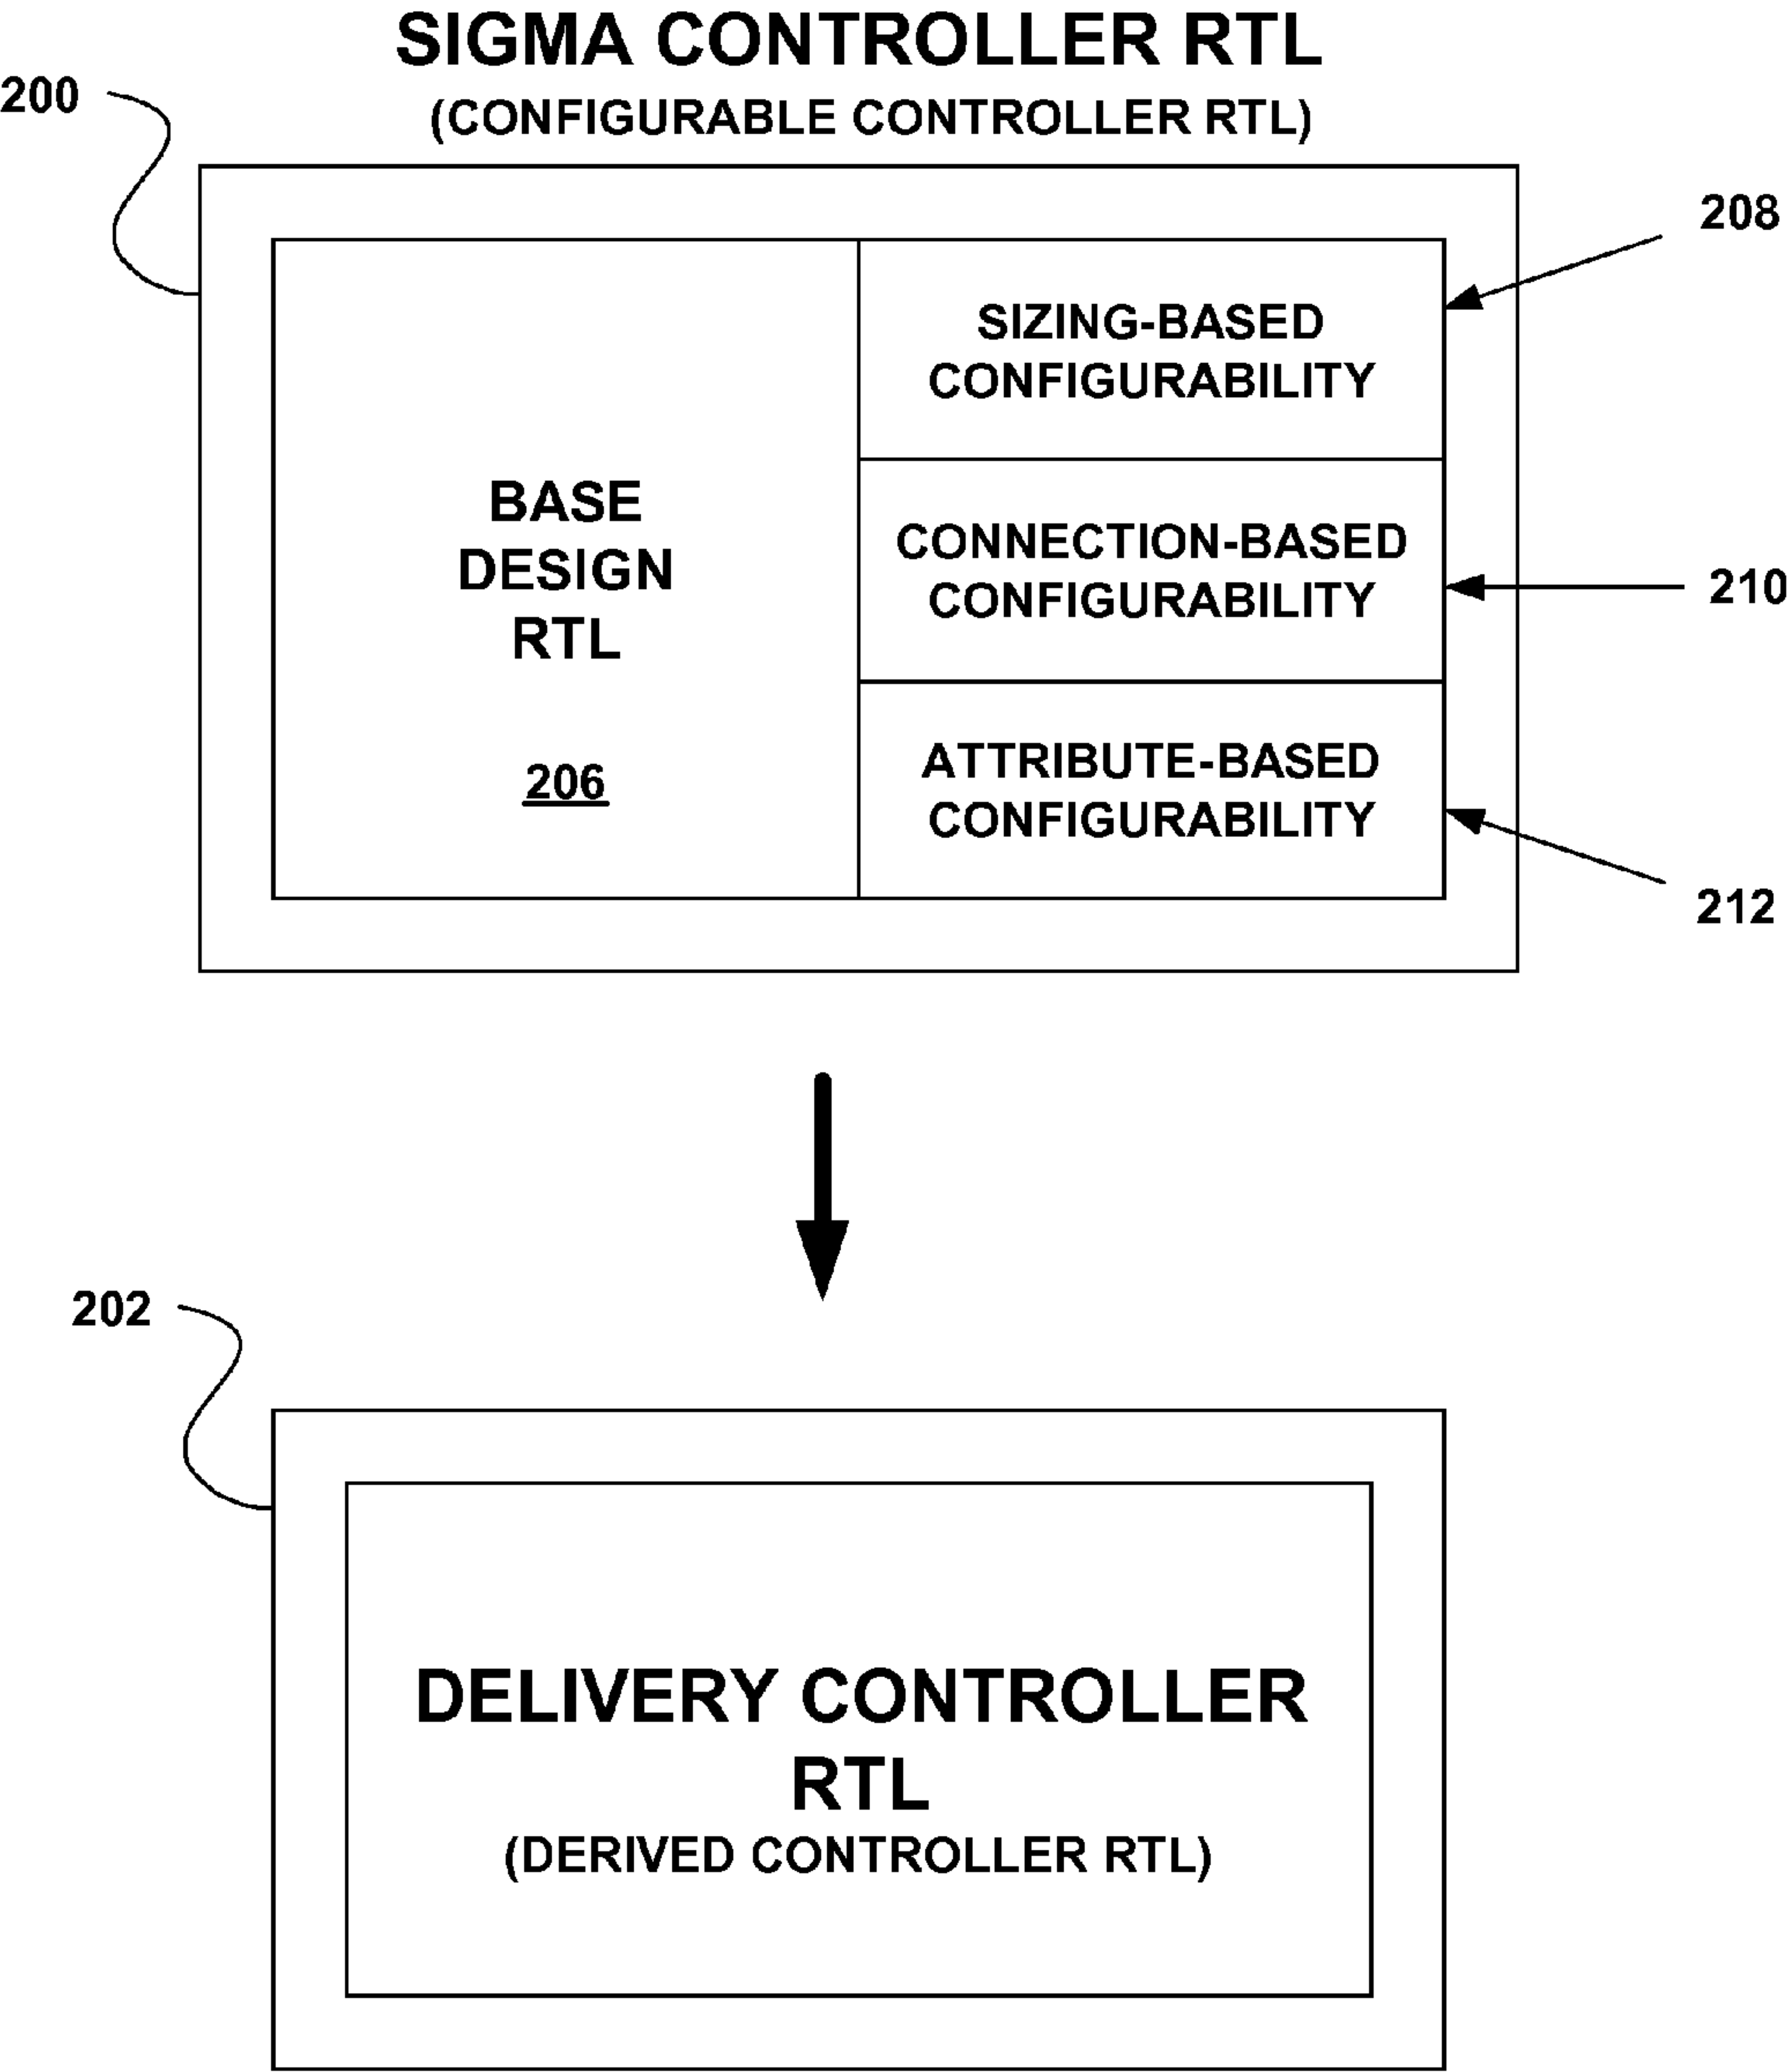 SIGMA CONTROLLER RTL
(CONFIGURABLE CONTROLLER RTL)
200
208
SIZING-BASED
CONFIGURABILITY
BASE
DESIGN
RTL
206
CONNECTION-BASED
CONFIGURABILITY
210
ATTRIBUTE-BASED
CONFIGURABILITY
212
202
DELIVERY CONTROLLER
RTL
(DERIVED CONTROLLER RTL)